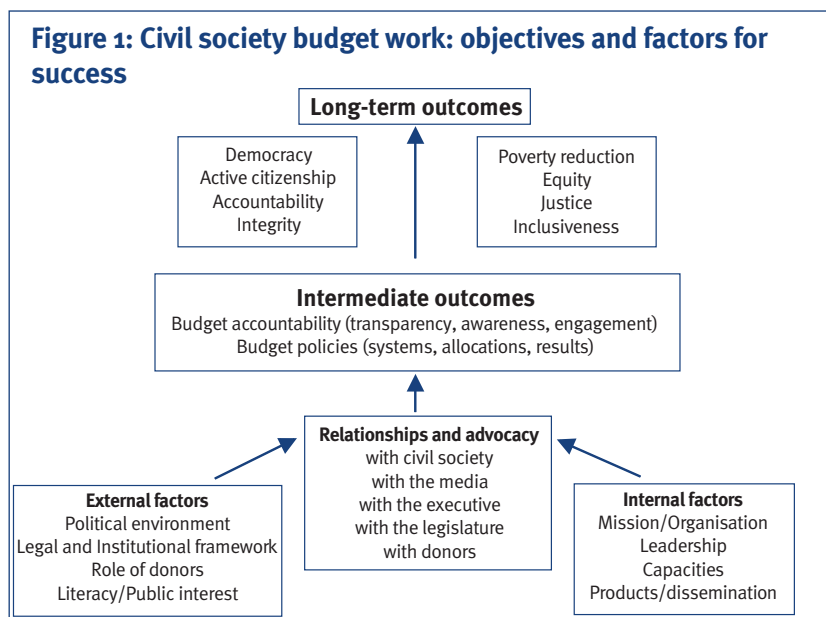 Figure 1: Civil society budget work: objectives and factors for
success
Long-term outcomes
Democracy
Active citizenship
Accountability
Integrity
Poverty reduction
Equity
Justice
Inclusiveness
Intermediate outcomes
Budget accountability (transparency, awareness, engagement)
Budget policies (systems, allocations, results)
Relationships and advocacy
with civil society
with the media
with the executive
with the legislature
with donors
External factors
Political environment
Legal and Institutional framework
Role of donors
Literacy/Public interest
Internal factors
Mission/Organisation
Leadership
Capacities
Products/dissemination